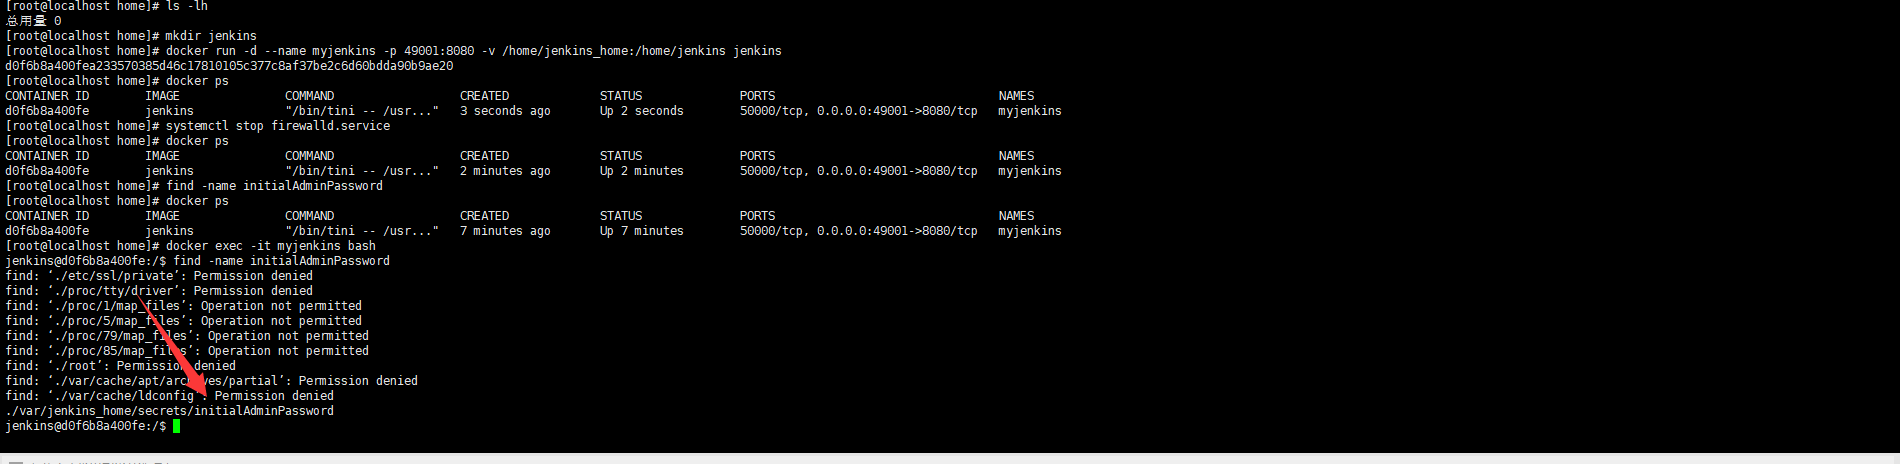 [root@localhost home]# ls -lh
总用量 0
[root@localhost home]# mkdir jenkins
[root@localhost home]# docker run -d --name myjenkins -p 49001:8080 -v /home/jenkins_home:/home/jenkins jenkins
d0f6b8a400fea233570385d46c17810105c377c8af37be2c6d60bdda90b9ae20
[root@localhost home]# docker ps
CONTAINER ID        IMAGE               COMMAND                  CREATED             STATUS              PORTS                                NAMES
d0f6b8a400fe        jenkins             "/bin/tini -- /usr..."   3 seconds ago       Up 2 seconds        50000/tcp, 0.0.0.0:49001->8080/tcp   myjenkins
[root@localhost home]# systemctl stop firewalld.service
[root@localhost home]# docker ps
CONTAINER ID        IMAGE               COMMAND                  CREATED             STATUS              PORTS                                NAMES
d0f6b8a400fe        jenkins             "/bin/tini -- /usr..."   2 minutes ago       Up 2 minutes        50000/tcp, 0.0.0.0:49001->8080/tcp   myjenkins
[root@localhost home]# find -name initialAdminPassword
[root@localhost home]# docker ps
CONTAINER ID        IMAGE               COMMAND                  CREATED             STATUS              PORTS                                NAMES
d0f6b8a400fe        jenkins             "/bin/tini -- /usr..."   7 minutes ago       Up 7 minutes        50000/tcp, 0.0.0.0:49001->8080/tcp   myjenkins
[root@localhost home]# docker exec -it myjenkins bash
jenkins@d0f6b8a400fe:/$ find -name initialAdminPassword
find: ‘./etc/ssl/private’: Permission denied
find: ‘./proc/tty/driver’: Permission denied
find: ‘./proc/1/map_files’: Operation not permitted
find: ‘./proc/5/map_files’: Operation not permitted
find: ‘./proc/79/map_files’: Operation not permitted
find: ‘./proc/85/map_files’: Operation not permitted
find: ‘./root’: Permission denied
find: ‘./var/cache/apt/archives/partial’: Permission denied
find: ‘./var/cache/ldconfig’: Permission denied
./var/jenkins_home/secrets/initialAdminPassword
jenkins@d0f6b8a400fe:/$